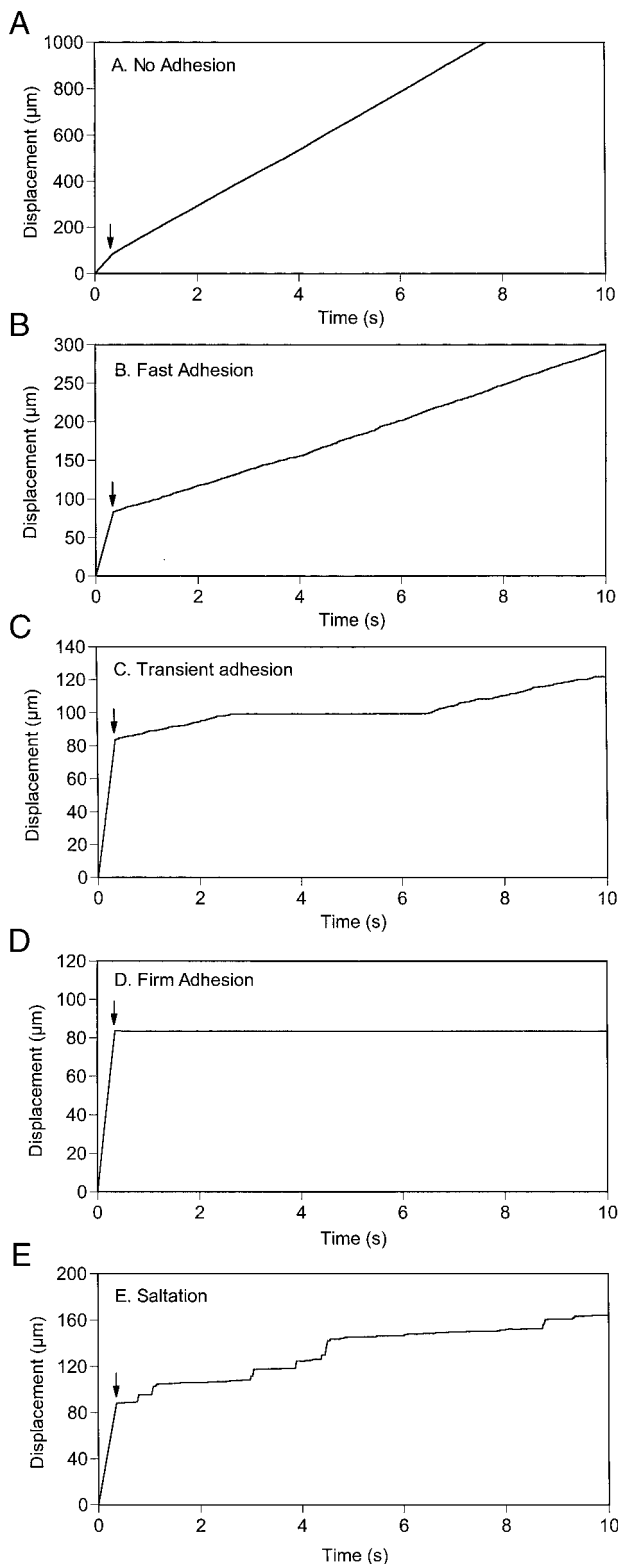 A
A. No Adhesion
Displacement (µm)
1000
800
600
400
200
0
0 2 4 6 8 10
Time (s)
B
B. Fast Adhesion
Displacement (µm)
300
250
200
150
100
50
0
0 2 4 6 8 10
Time (s)
C
C. Transient adhesion
Displacement (µm)
140
120
100
80
60
40
20
0
0 2 4 6 8 10
Time (s)
D
D. Firm Adhesion
Displacement (µm)
120
100
80
60
40
20
0
0 2 4 6 8 10
Time (s)
E
E. Saltation
Displacement (µm)
200
160
120
80
40
0
0 2 4 6 8 10
Time (s)